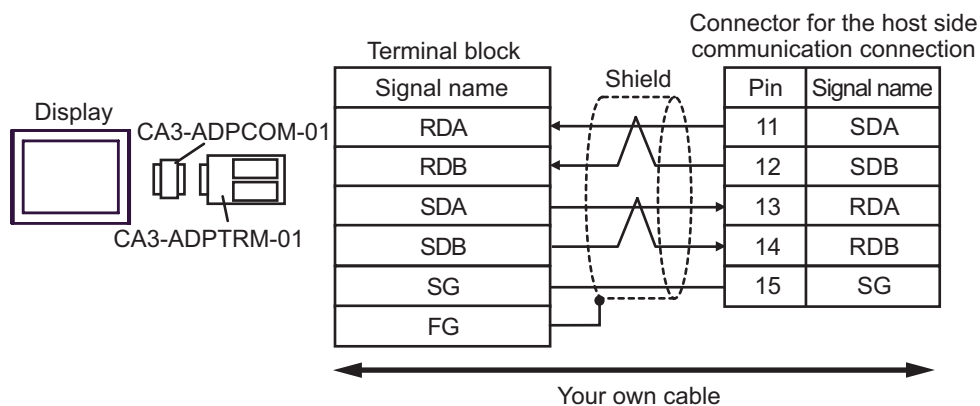 Connector for the host side
communication connection
Terminal block
Signal name
Shield
Pin Signal name
Display
CA3-ADPCOM-01
CA3-ADPTRM-01
RDA 11 SDA
RDB 12 SDB
SDA 13 RDA
SDB 14 RDB
SG 15 SG
FG
Your own cable